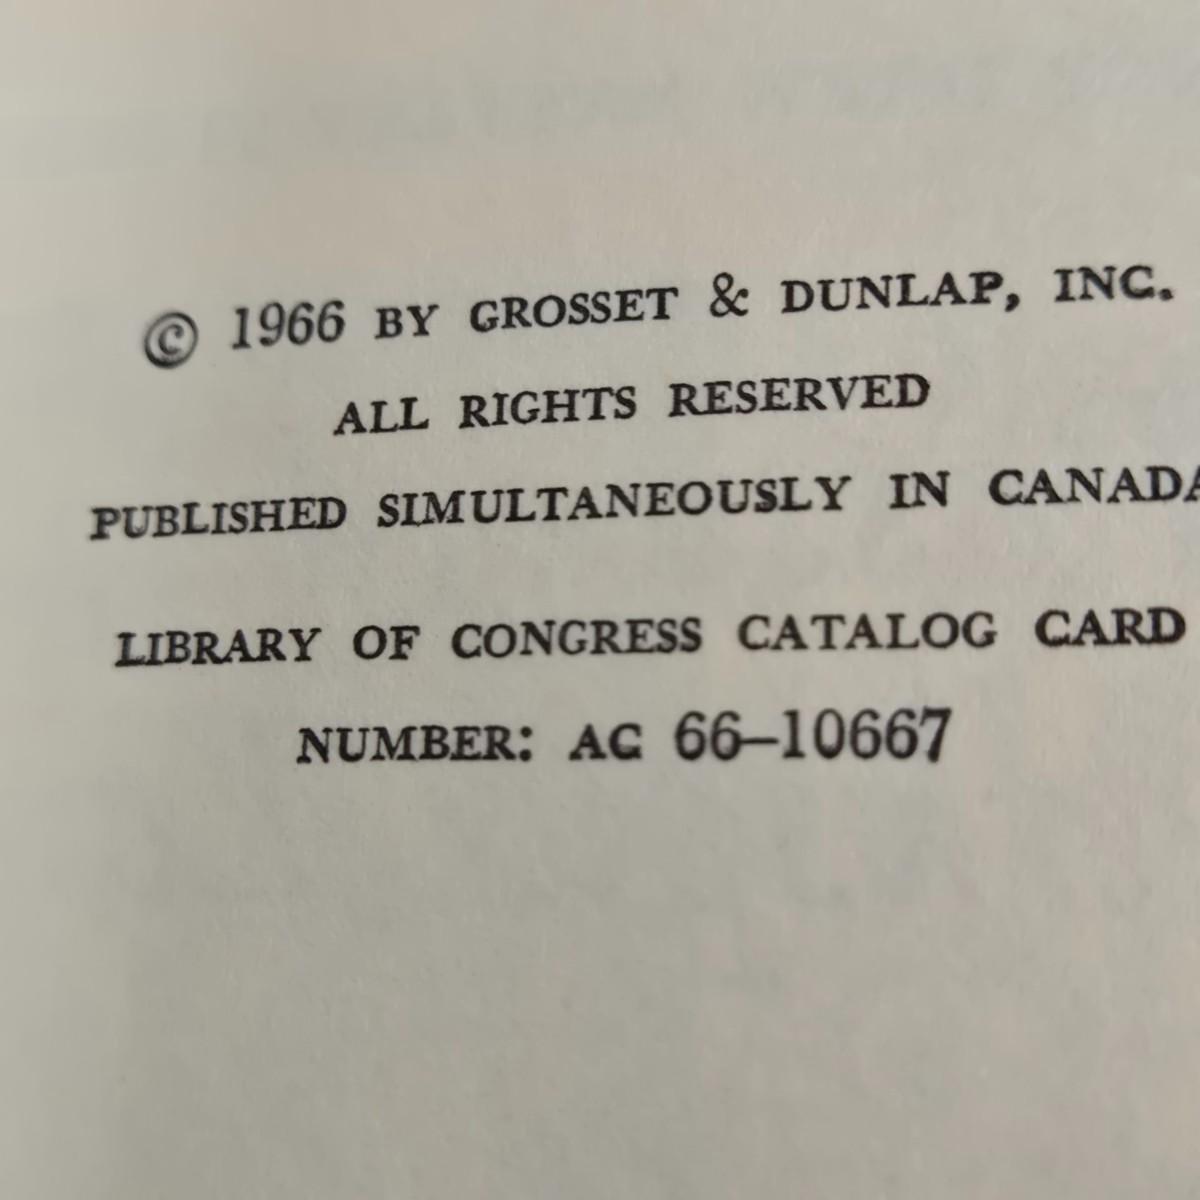 © 1966 BY GROSSET & DUNLAP, INC.
ALL RIGHTS RESERVED
PUBLISHED SIMULTANEOUSLY IN CANADA
LIBRARY OF CONGRESS CATALOG CARD
NUMBER: AC 66–10667